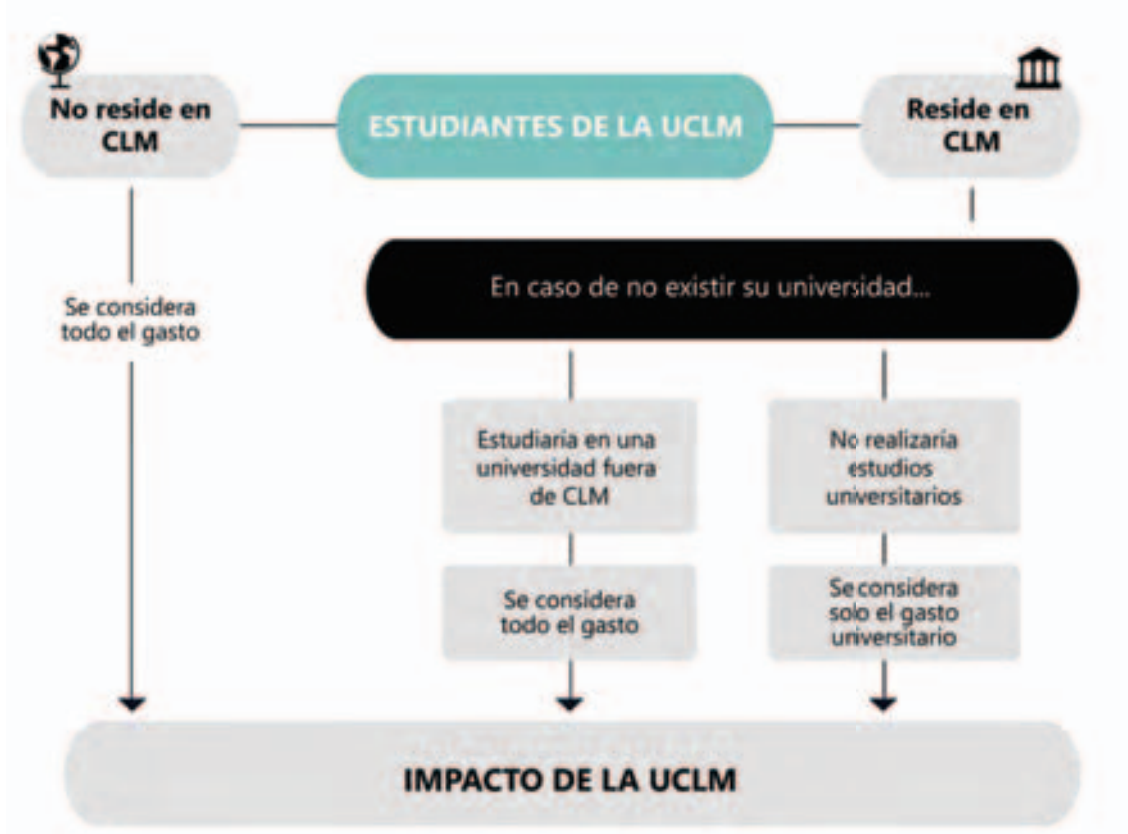 No reside en
CLM
ESTUDIANTES DE LA UCLM
Reside en
CLM
Se considera
todo el gasto
En caso de no existir su universidad...
Estudiaría en una
universidad fuera
de CLM
Se considera
todo el gasto
No realizaría
estudios
universitarios
Se considera
solo el gasto
universitario
IMPACTO DE LA UCLM